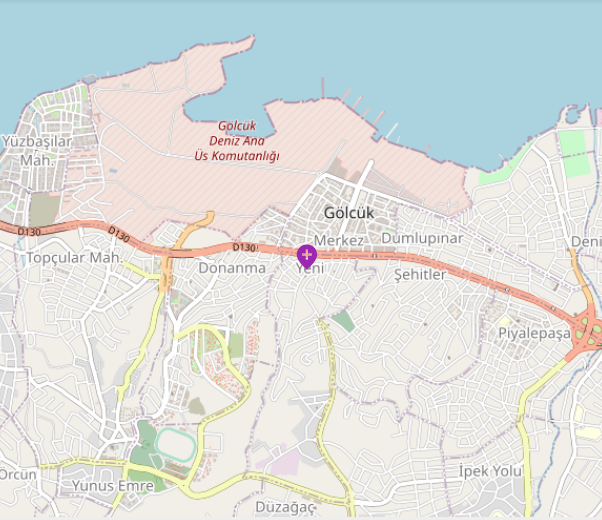 Gölcük
Deniz Ana
Üs Komutanlığı
Yüzbaşılar
Mah.
Gölcük
D130
D130
D130
Merkez
Dumlupınar
Deni
Topçular Mah.
Donanma
Yeni
Şehitler
Piyalepaşa
Örcün
Yunus Emre
İpek Yolu
Düzağaç